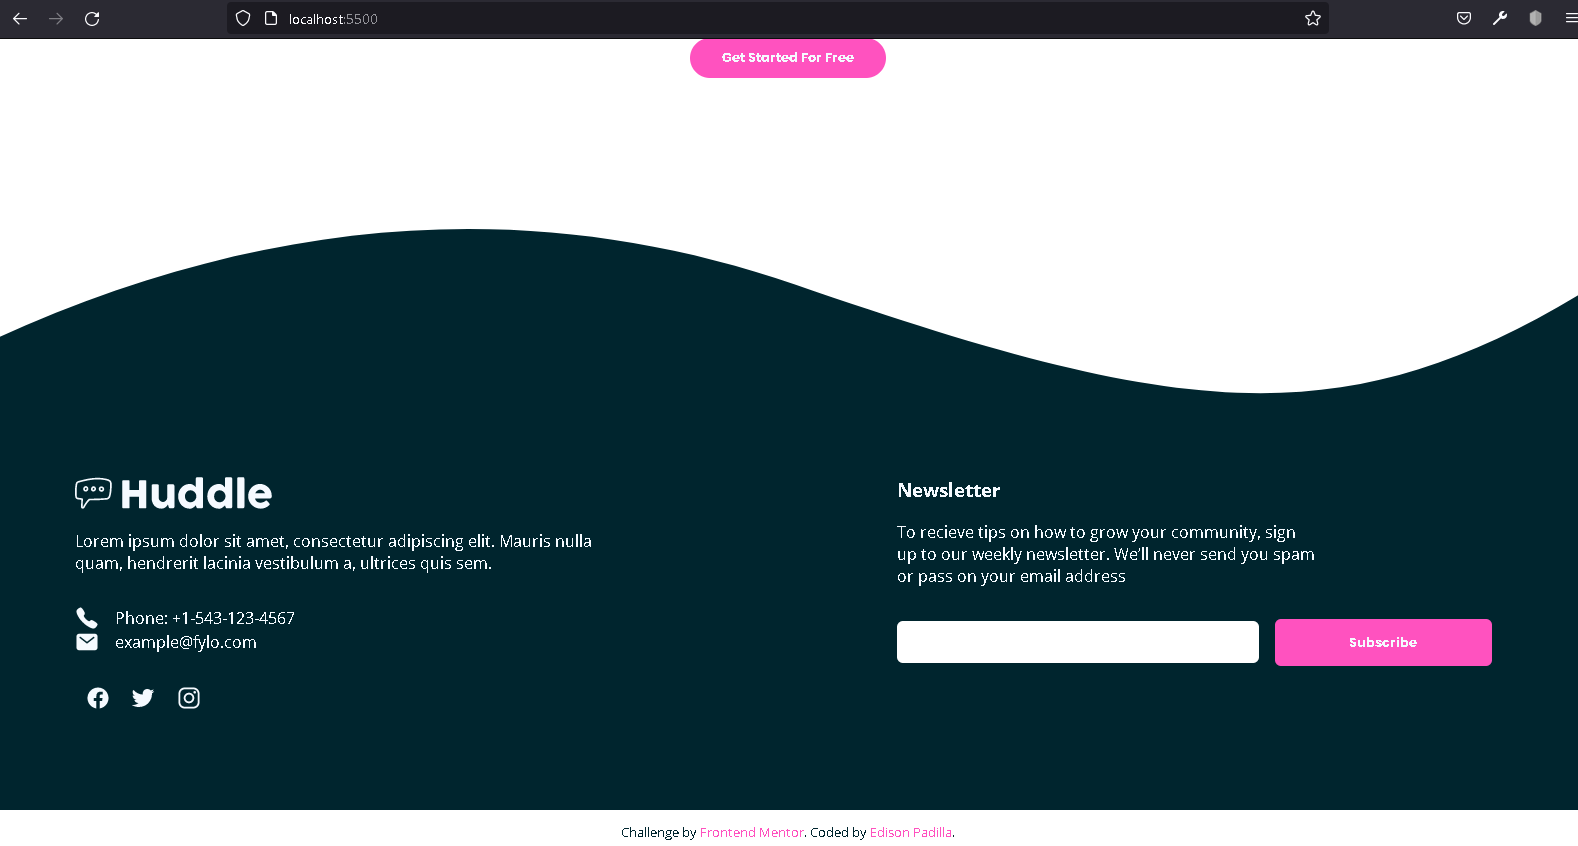 localhost:5500
Get Started For Free
Huddle
Lorem ipsum dolor sit amet, consectetur adipiscing elit. Mauris nulla
quam, hendrerit lacinia vestibulum a, ultrices quis sem.
Phone: +1-543-123-4567
example@fylo.com
Newsletter
To recieve tips on how to grow your community, sign
up to our weekly newsletter. We’ll never send you spam
or pass on your email address
Subscribe
Challenge by Frontend Mentor. Coded by Edison Padilla.